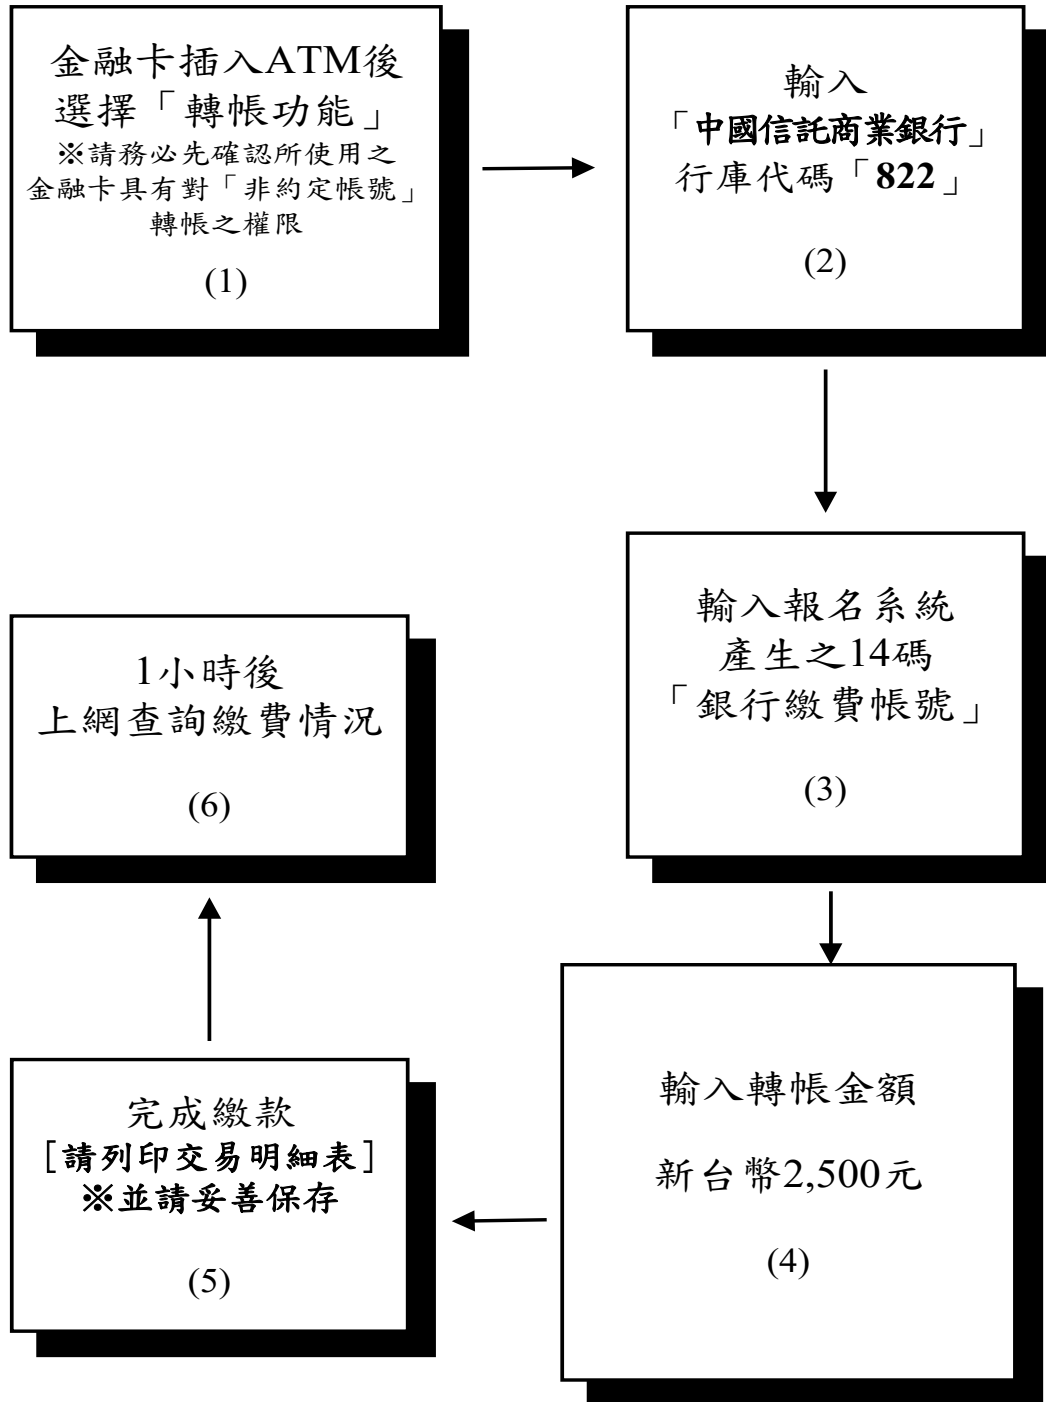 金融卡插入ATM後
選擇「轉帳功能」
※請務必先確認所使用之
金融卡具有對「非約定帳號」
轉帳之權限
(1)
輸入
「中國信託商業銀行」
行庫代碼「822」
(2)
輸入報名系統
產生之14碼
「銀行繳費帳號」
(3)
輸入轉帳金額
新台幣2,500元
(4)
完成繳款
[請列印交易明細表]
※並請妥善保存
(5)
1小時後
上網查詢繳費情況
(6)